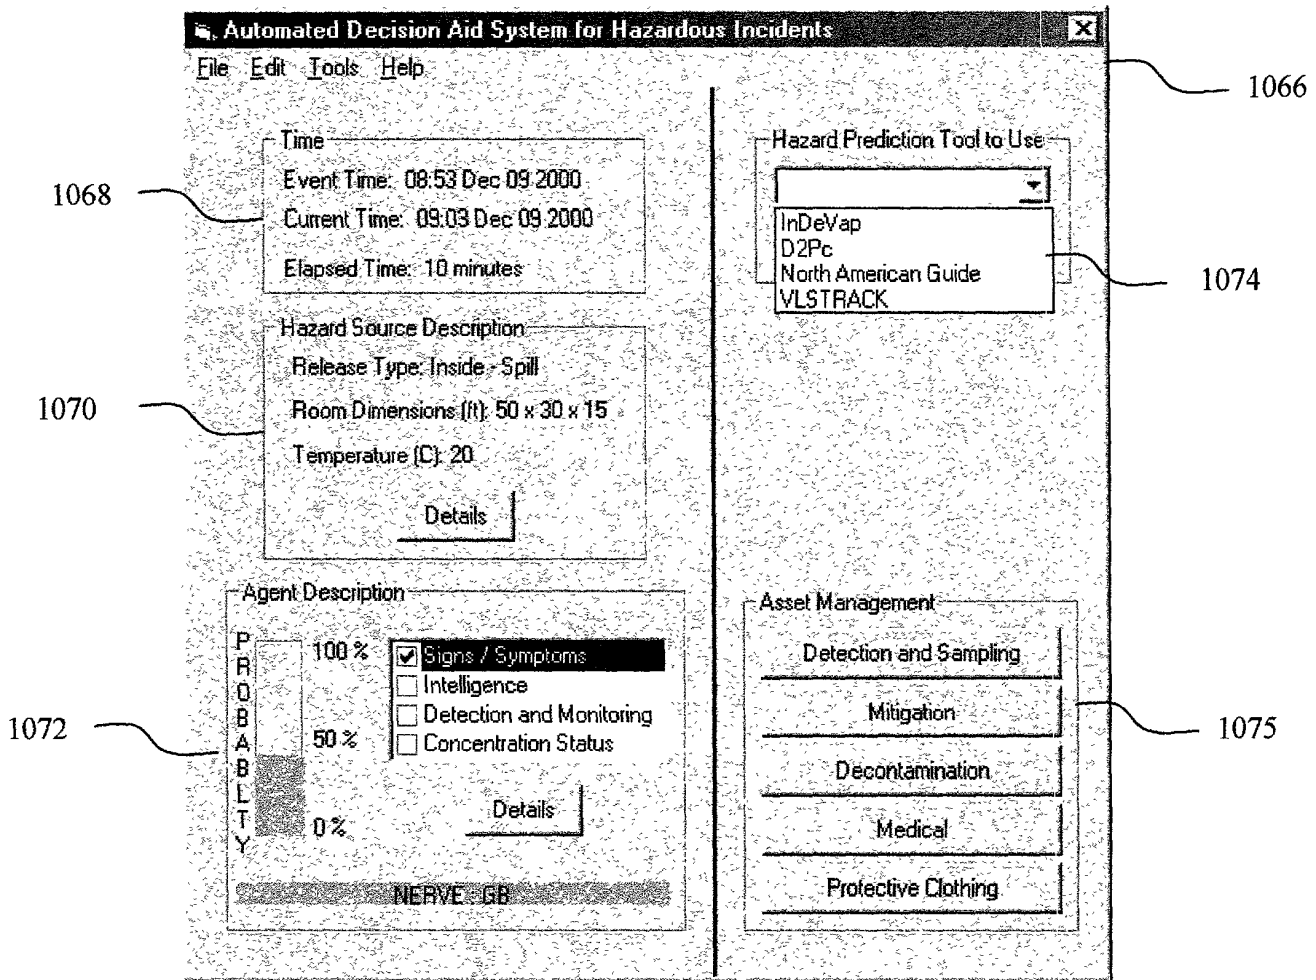 Automated Decision Aid System for Hazardous Incidents
File Edit Tools Help
1066
Time
Event Time: 08:53 Dec 09 2000
Current Time: 09:03 Dec 09 2000
Elapsed Time: 10 minutes
1068
Hazard Prediction Tool to Use
InDeVap
D2Pc
North American Guide
VLSTRACK
1074
Hazard Source Description
Release Type: Inside - Spill
Room Dimensions (ft): 50 x 30 x 15
Temperature (C): 20
Details
1070
Agent Description
PROBABLTY
100 %
50 %
0 %
Signs / Symptoms
Intelligence
Detection and Monitoring
Concentration Status
Details
NERVE : GB
1072
Asset Management
Detection and Sampling
Mitigation
Decontamination
Medical
Protective Clothing
1075